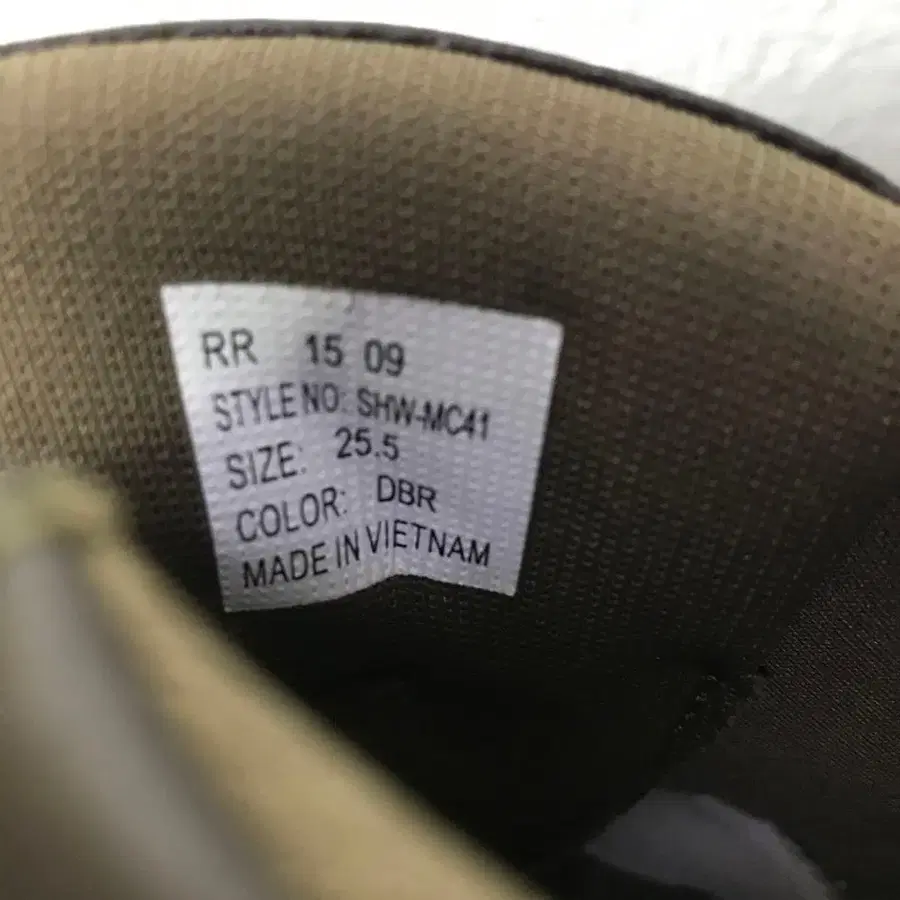 RR 15 09
STYLE NO: SHW-MC41
SIZE: 25.5
COLOR: DBR
MADE IN VIETNAM